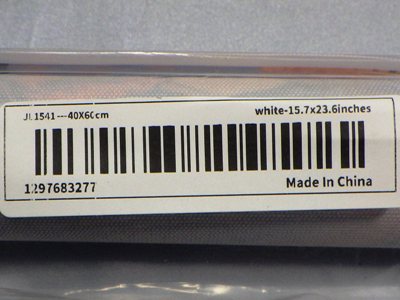 JL1541---40X60cm
white-15.7x23.6inches
1297683277
Made In China